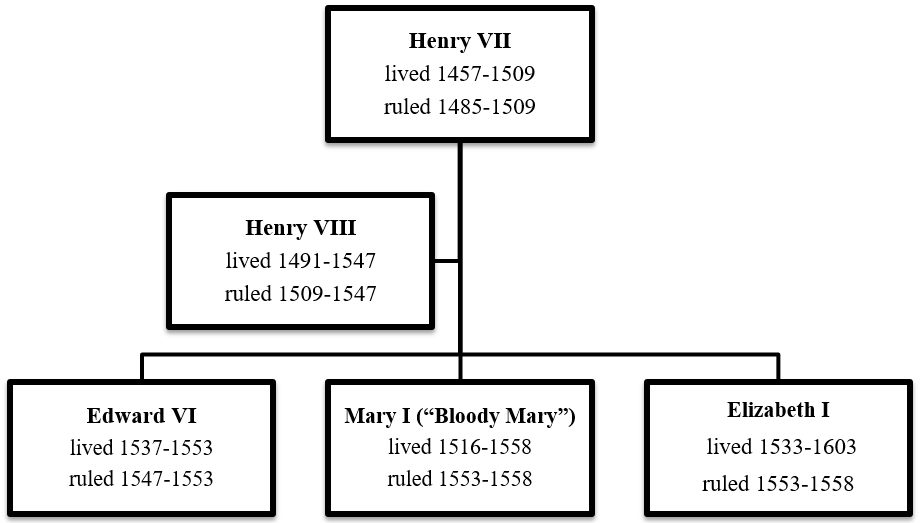 Henry VII
lived 1457-1509
ruled 1485-1509
Henry VIII
lived 1491-1547
ruled 1509-1547
Edward VI
lived 1537-1553
ruled 1547-1553
Mary I (“Bloody Mary”)
lived 1516-1558
ruled 1553-1558
Elizabeth I
lived 1533-1603
ruled 1553-1558